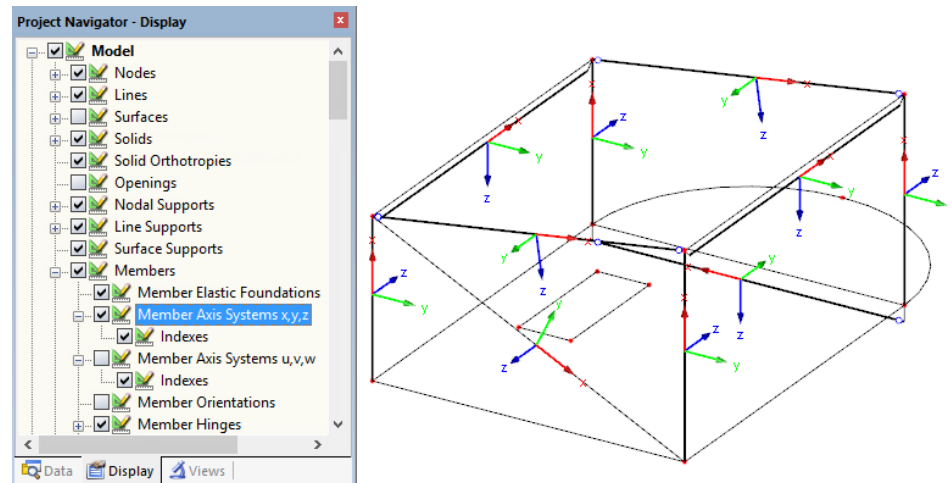 Project Navigator - Display
Model
Nodes
Lines
Surfaces
Solids
Solid Orthotropies
Openings
Nodal Supports
Line Supports
Surface Supports
Members
Member Elastic Foundations
Member Axis Systems x,y,z
Indexes
Member Axis Systems u,v,w
Indexes
Member Orientations
Member Hinges
Data Display Views
x
y
z
x
z
y
x
y
z
x
z
y
x
y
z
x
z
y
x
z
y
y
x
z
x
y
z
x
z
y
y
z
x